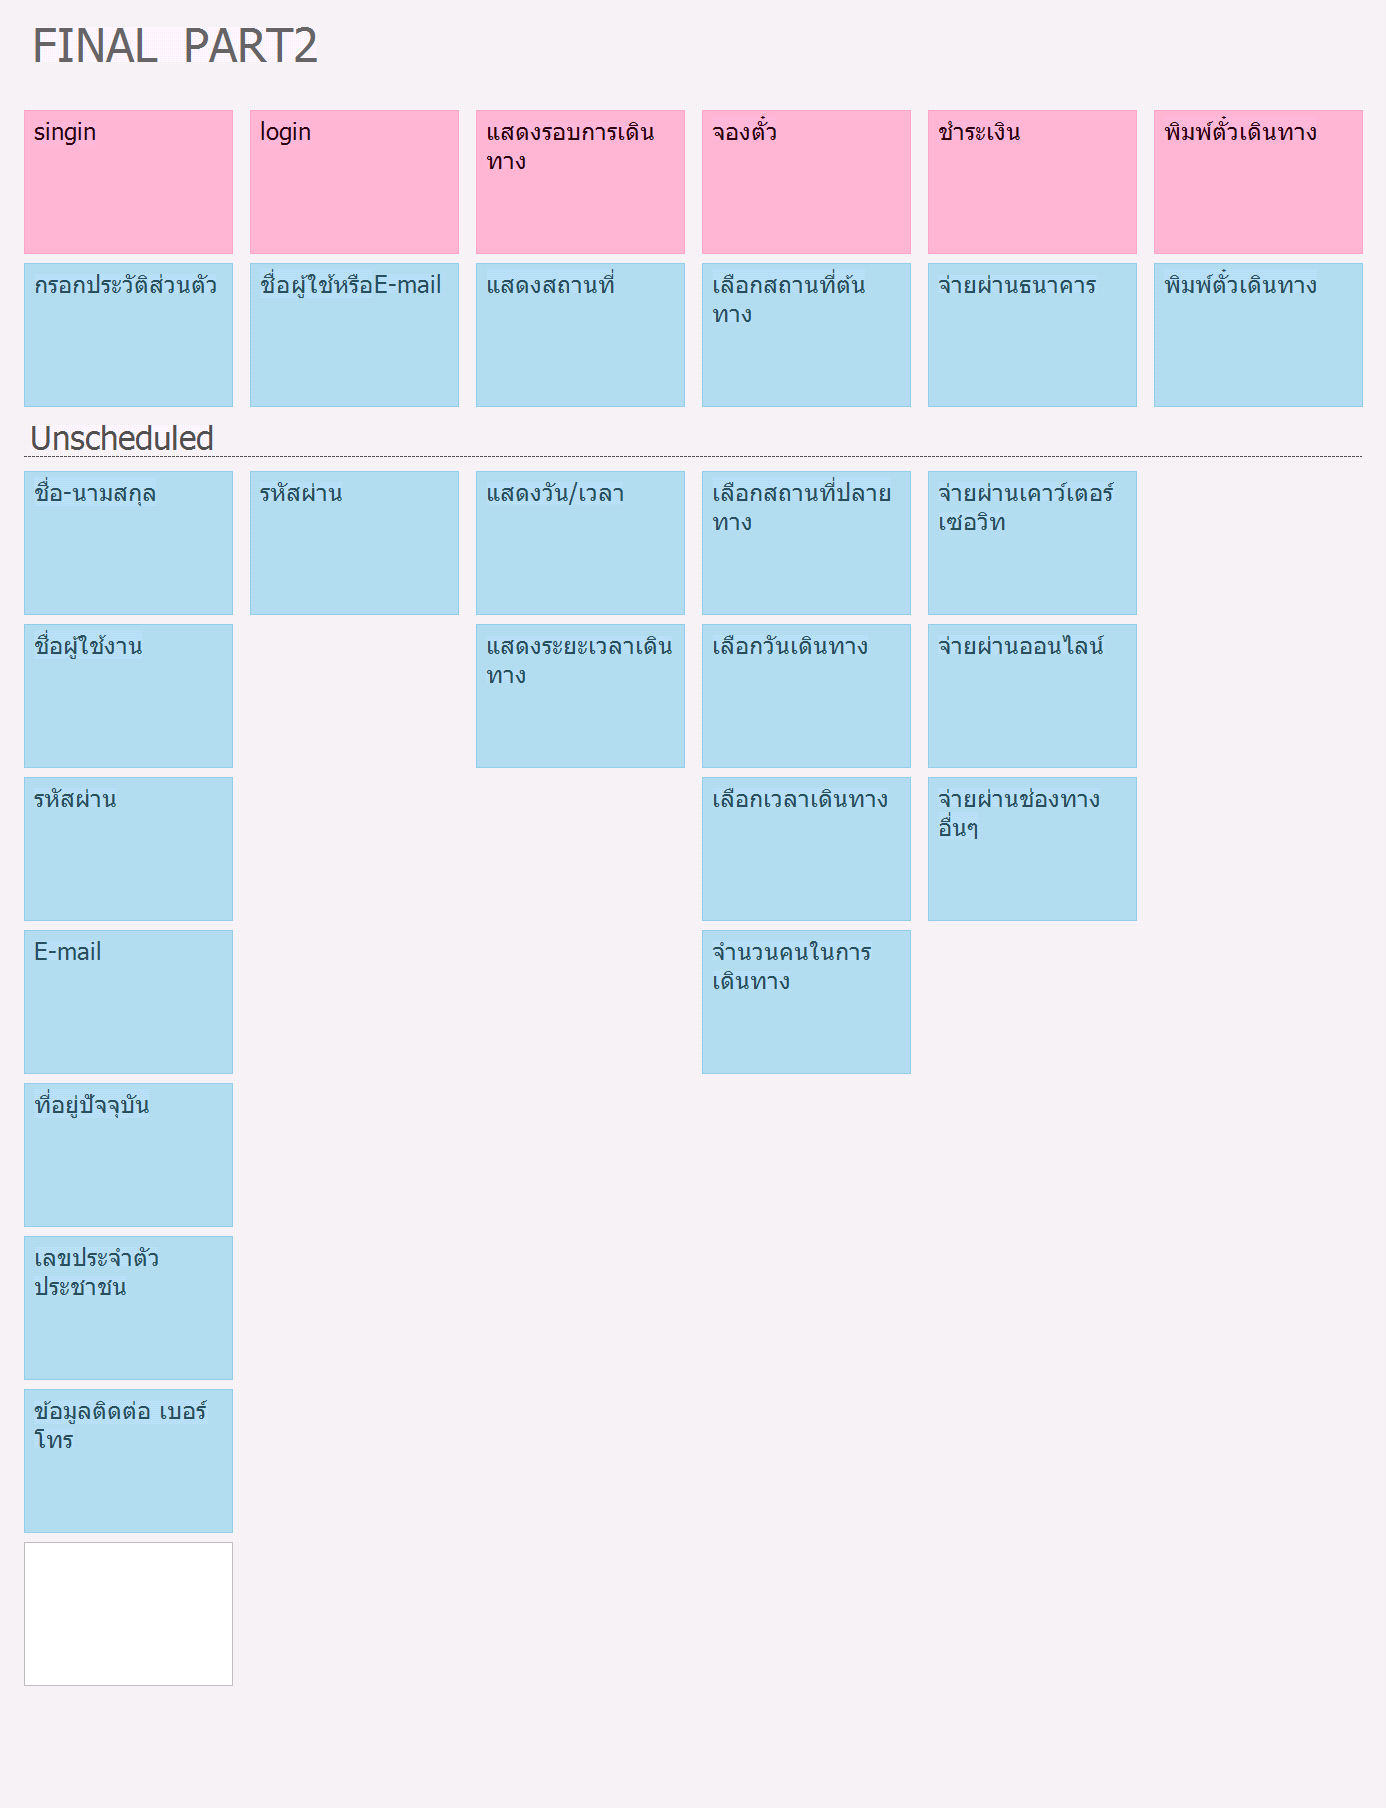 FINAL PART2
singin
login
แสดงรอบการเดิน
ทาง
จองตั๋ว
ชำระเงิน
พิมพ์ตั๋วเดินทาง
กรอกประวัติส่วนตัว
ชื่อผู้ใช้หรือE-mail
แสดงสถานที่
เลือกสถานที่ต้น
ทาง
จ่ายผ่านธนาคาร
พิมพ์ตั๋วเดินทาง
Unscheduled
ชื่อ-นามสกุล
รหัสผ่าน
แสดงวัน/เวลา
เลือกสถานที่ปลาย
ทาง
จ่ายผ่านเคาว์เตอร์
เซอวิท
ชื่อผู้ใช้งาน
แสดงระยะเวลาเดิน
ทาง
เลือกวันเดินทาง
จ่ายผ่านออนไลน์
รหัสผ่าน
เลือกเวลาเดินทาง
จ่ายผ่านช่องทาง
อื่นๆ
E-mail
จำนวนคนในการ
เดินทาง
ที่อยู่ปัจจุบัน
เลขประจำตัว
ประชาชน
ข้อมูลติดต่อ เบอร์
โทร